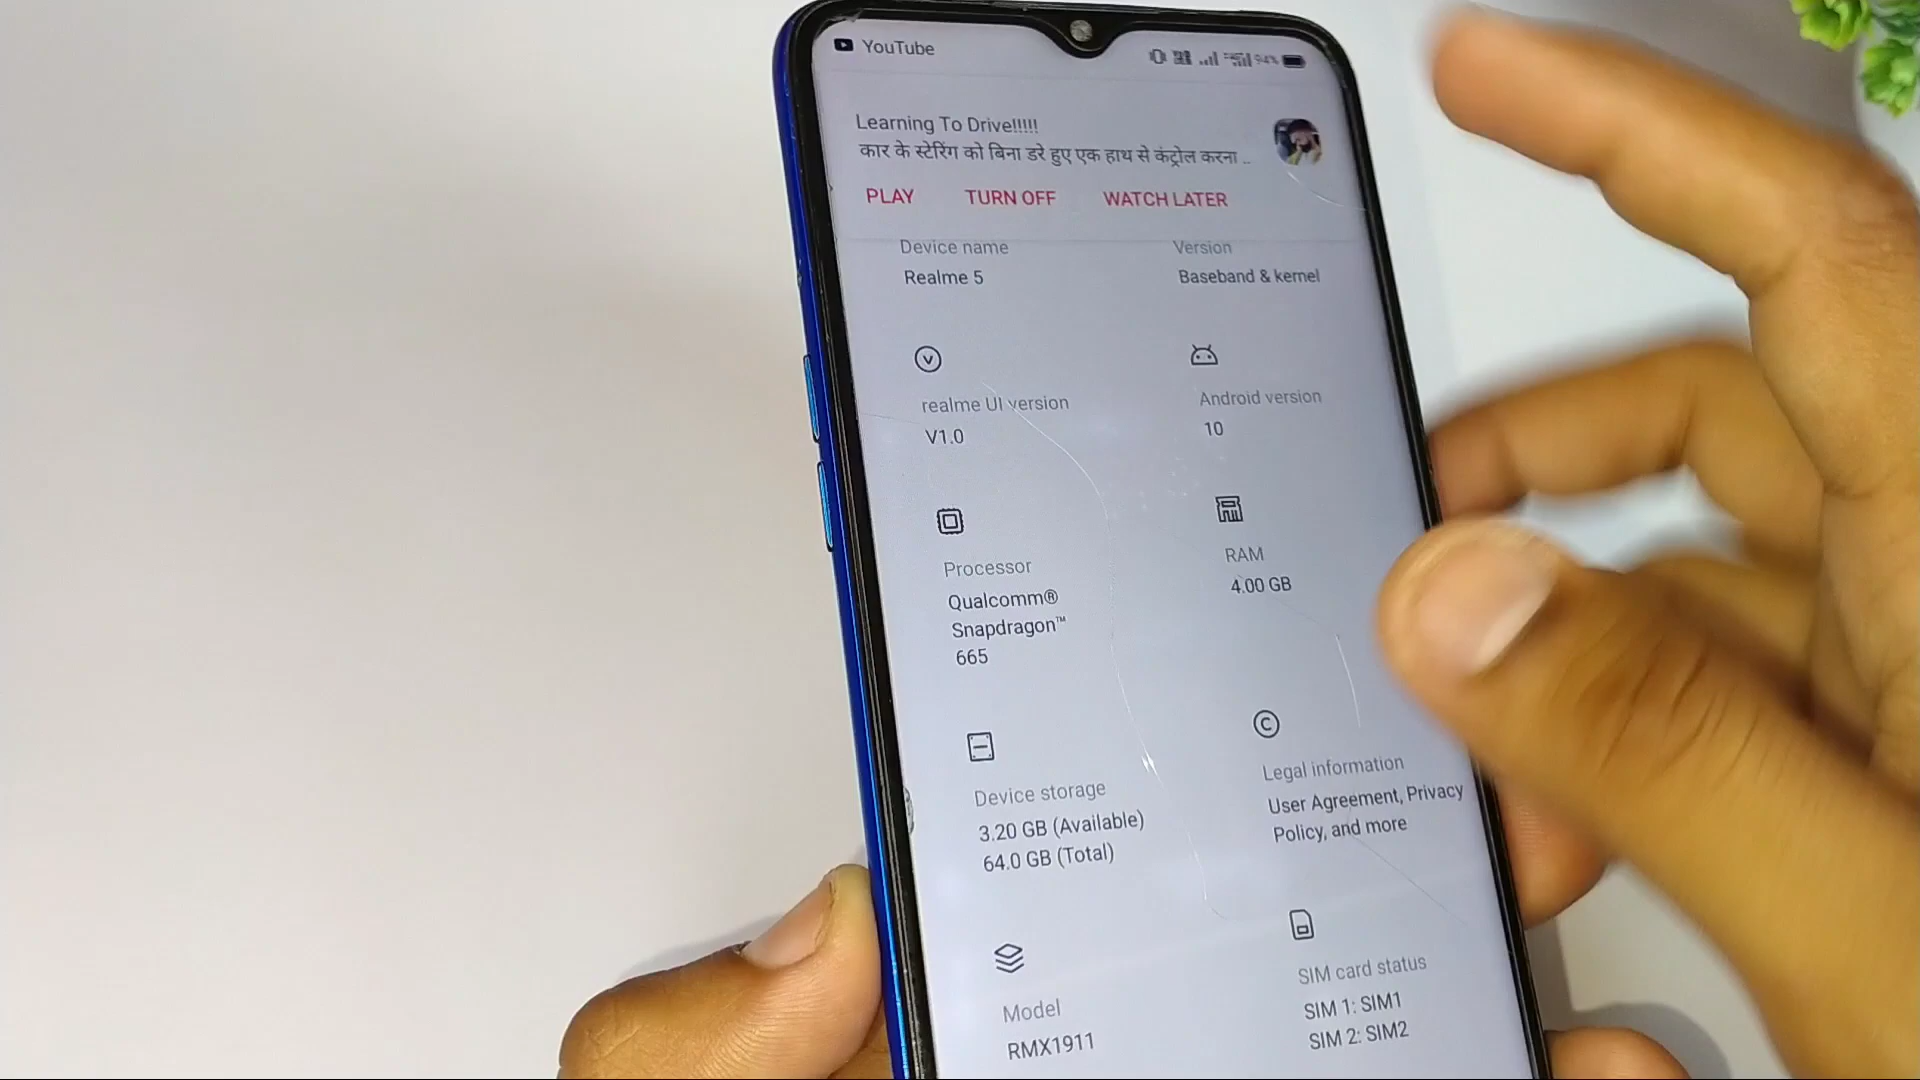 YouTube
94%
Learning To Drive!!!!!
कार के स्टेरिंग को बिना डरे हुए एक हाथ से कंट्रोल करना ..
PLAY TURN OFF WATCH LATER
Device name
Realme 5
Version
Baseband & kernel
realme UI version
V1.0
Android version
10
Processor
Qualcomm®
Snapdragon™
665
RAM
4.00 GB
Device storage
3.20 GB (Available)
64.0 GB (Total)
Legal information
User Agreement, Privacy
Policy, and more
Model
RMX1911
SIM card status
SIM 1: SIM1
SIM 2: SIM2